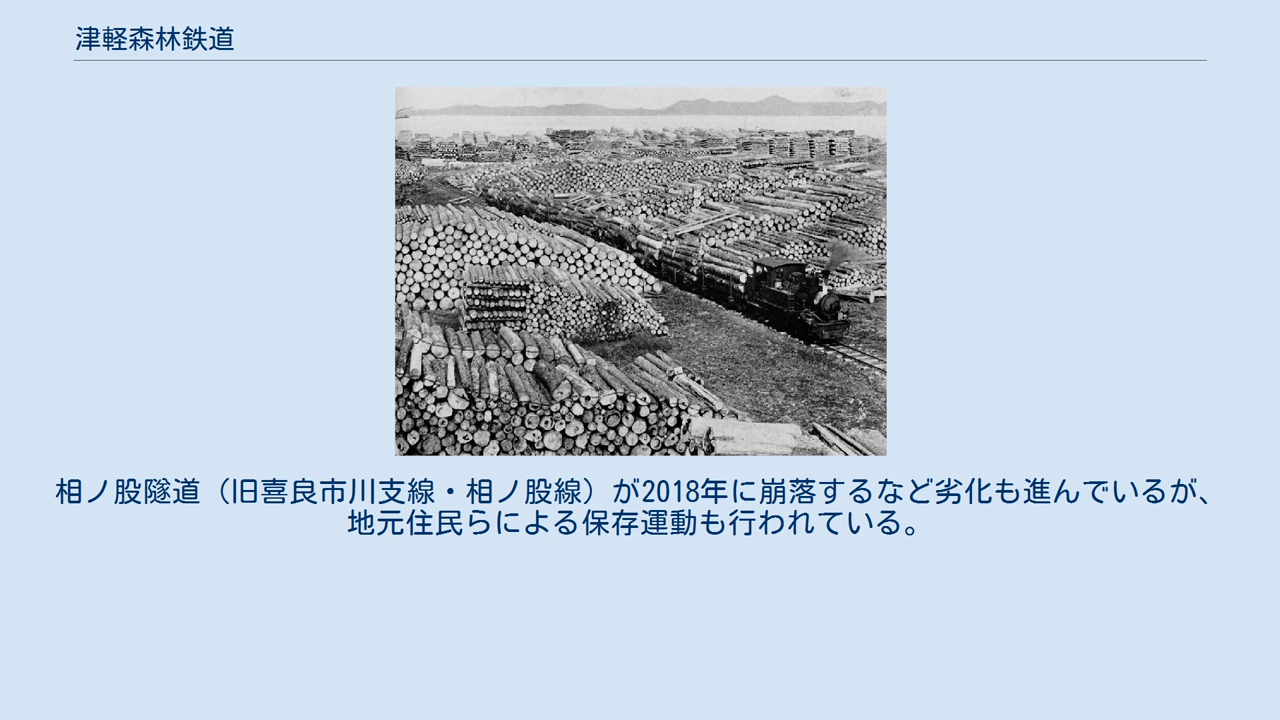 津軽森林鉄道
相ノ股隧道（旧喜良市川支線・相ノ股線）が2018年に崩落するなど劣化も進んでいるが、
地元住民らによる保存運動も行われている。